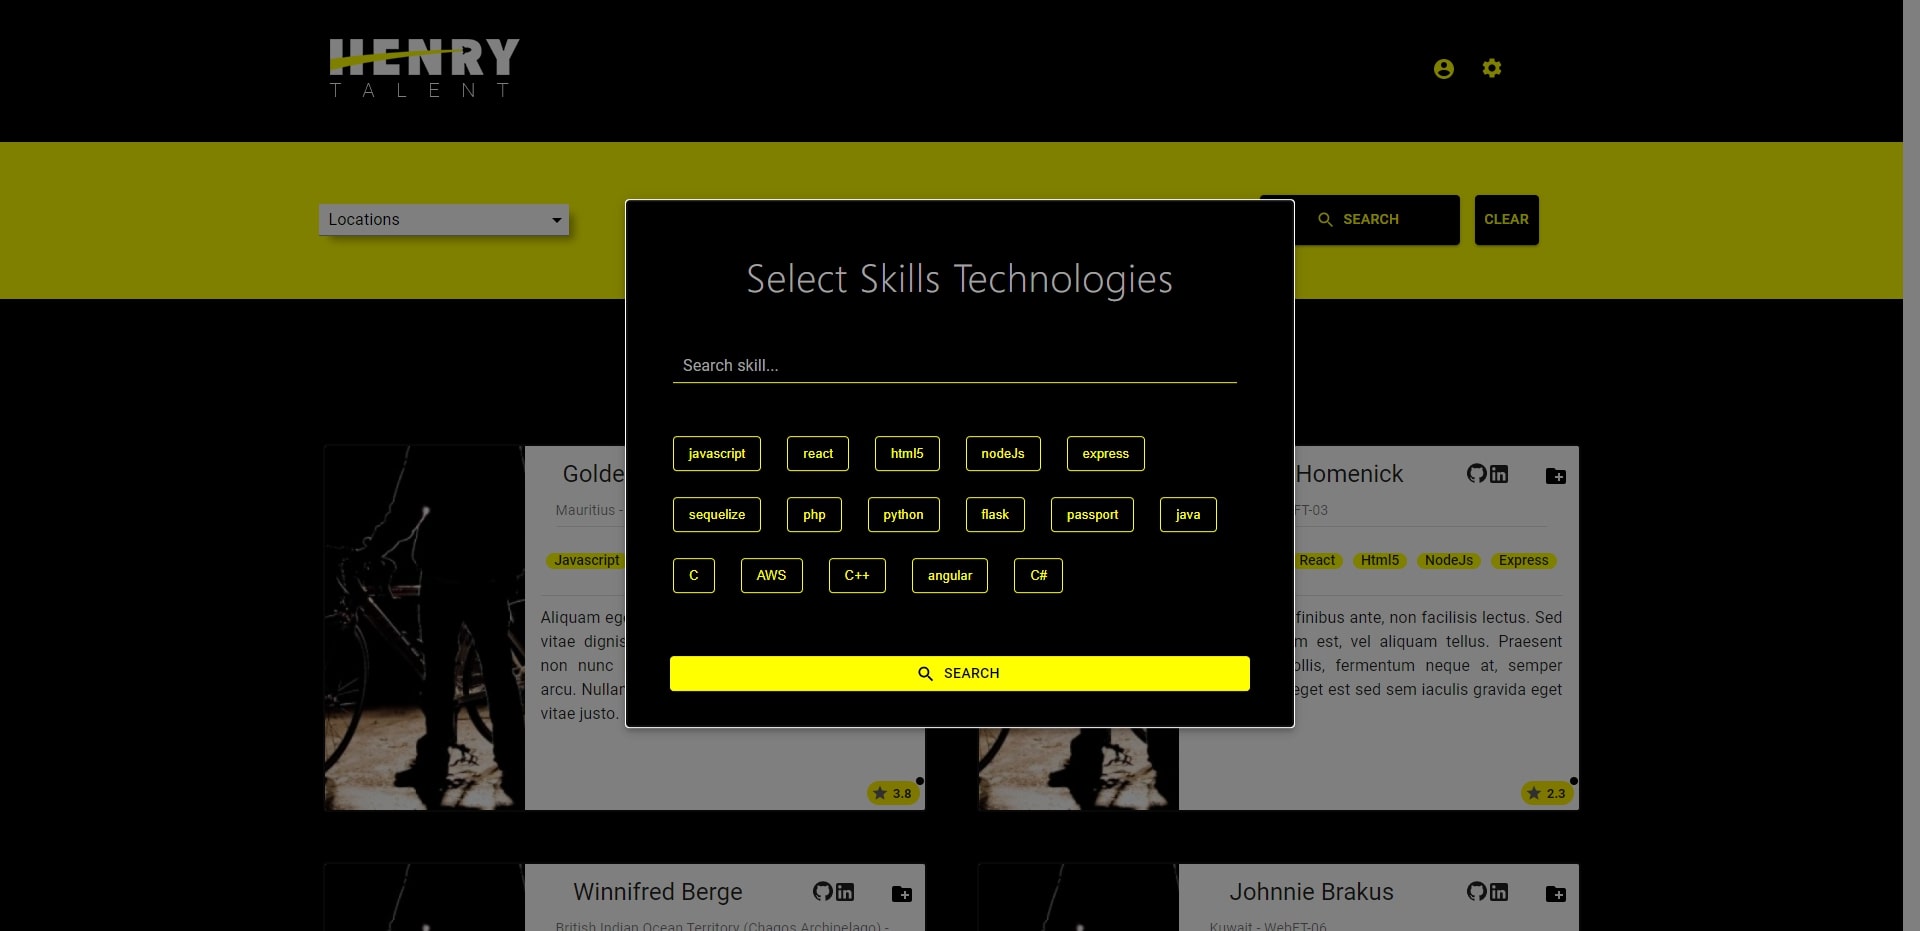 HENRY
TALENT
Locations
SEARCH
CLEAR
Select Skills Technologies
Search skill...
javascript react html5 nodeJs express
sequelize php python flask passport java
C AWS C++ angular C#
SEARCH
Golde
Mauritius -
Javascript
Aliquam
vitae
non nunc
arcu.
vitae justo.
3.8
Homenick
FT-03
React Html5 NodeJs Express
finibus ante, non facilisis lectus. Sed
est, vel aliquam tellus. Praesent
fermentum neque at, semper
eget est sed sem iaculis gravida eget
2.3
Winnifred Berge
British Indian Ocean Territory (Chagos Archipelago) -
Johnnie Brakus
Kuwait - WebFT-06